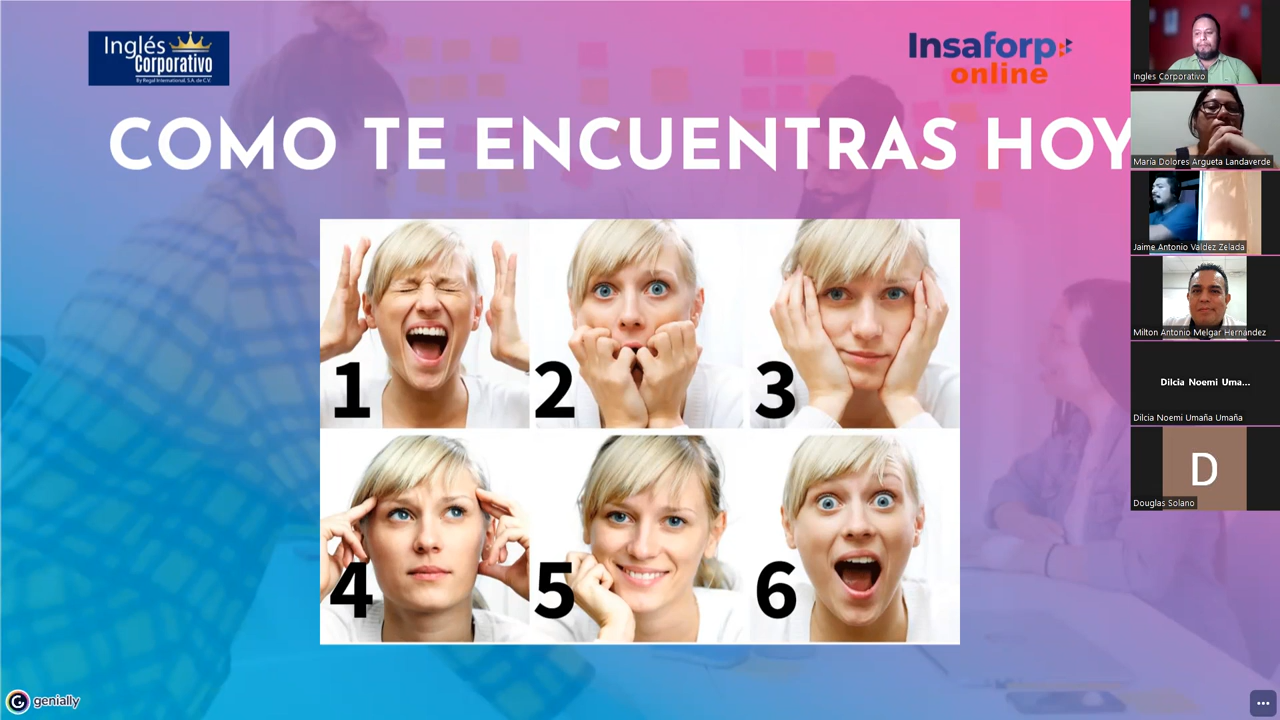 Inglés
Corporativo
By Regal International, S.A. de C.V.
Insaforp
online
COMO TE ENCUENTRAS HOY
1
2
3
4
5
6
genially
Ingles Corporativo
María Dolores Argueta Landaverde
Jaime Antonio Valdez Zelada
Milton Antonio Melgar Hernández
Dilcia Noemi Uma...
Dilcia Noemi Umaña Umaña
D
Douglas Solano